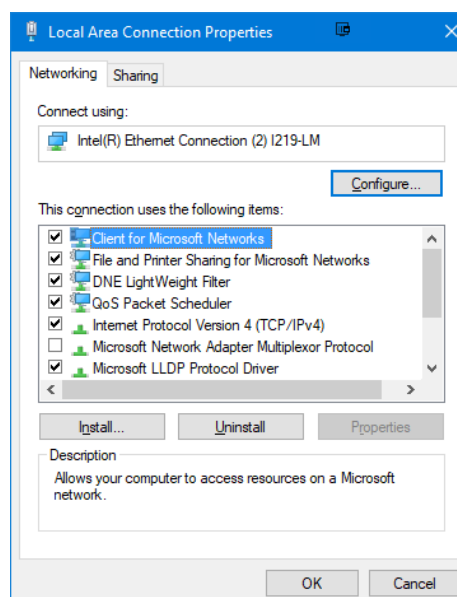 Local Area Connection Properties
Networking
Sharing
Connect using:
Intel(R) Ethernet Connection (2) I219-LM
Configure...
This connection uses the following items:
Client for Microsoft Networks
File and Printer Sharing for Microsoft Networks
DNE LightWeight Filter
QoS Packet Scheduler
Internet Protocol Version 4 (TCP/IPv4)
Microsoft Network Adapter Multiplexor Protocol
Microsoft LLDP Protocol Driver
Install...
Uninstall
Properties
Description
Allows your computer to access resources on a Microsoft
network.
OK
Cancel